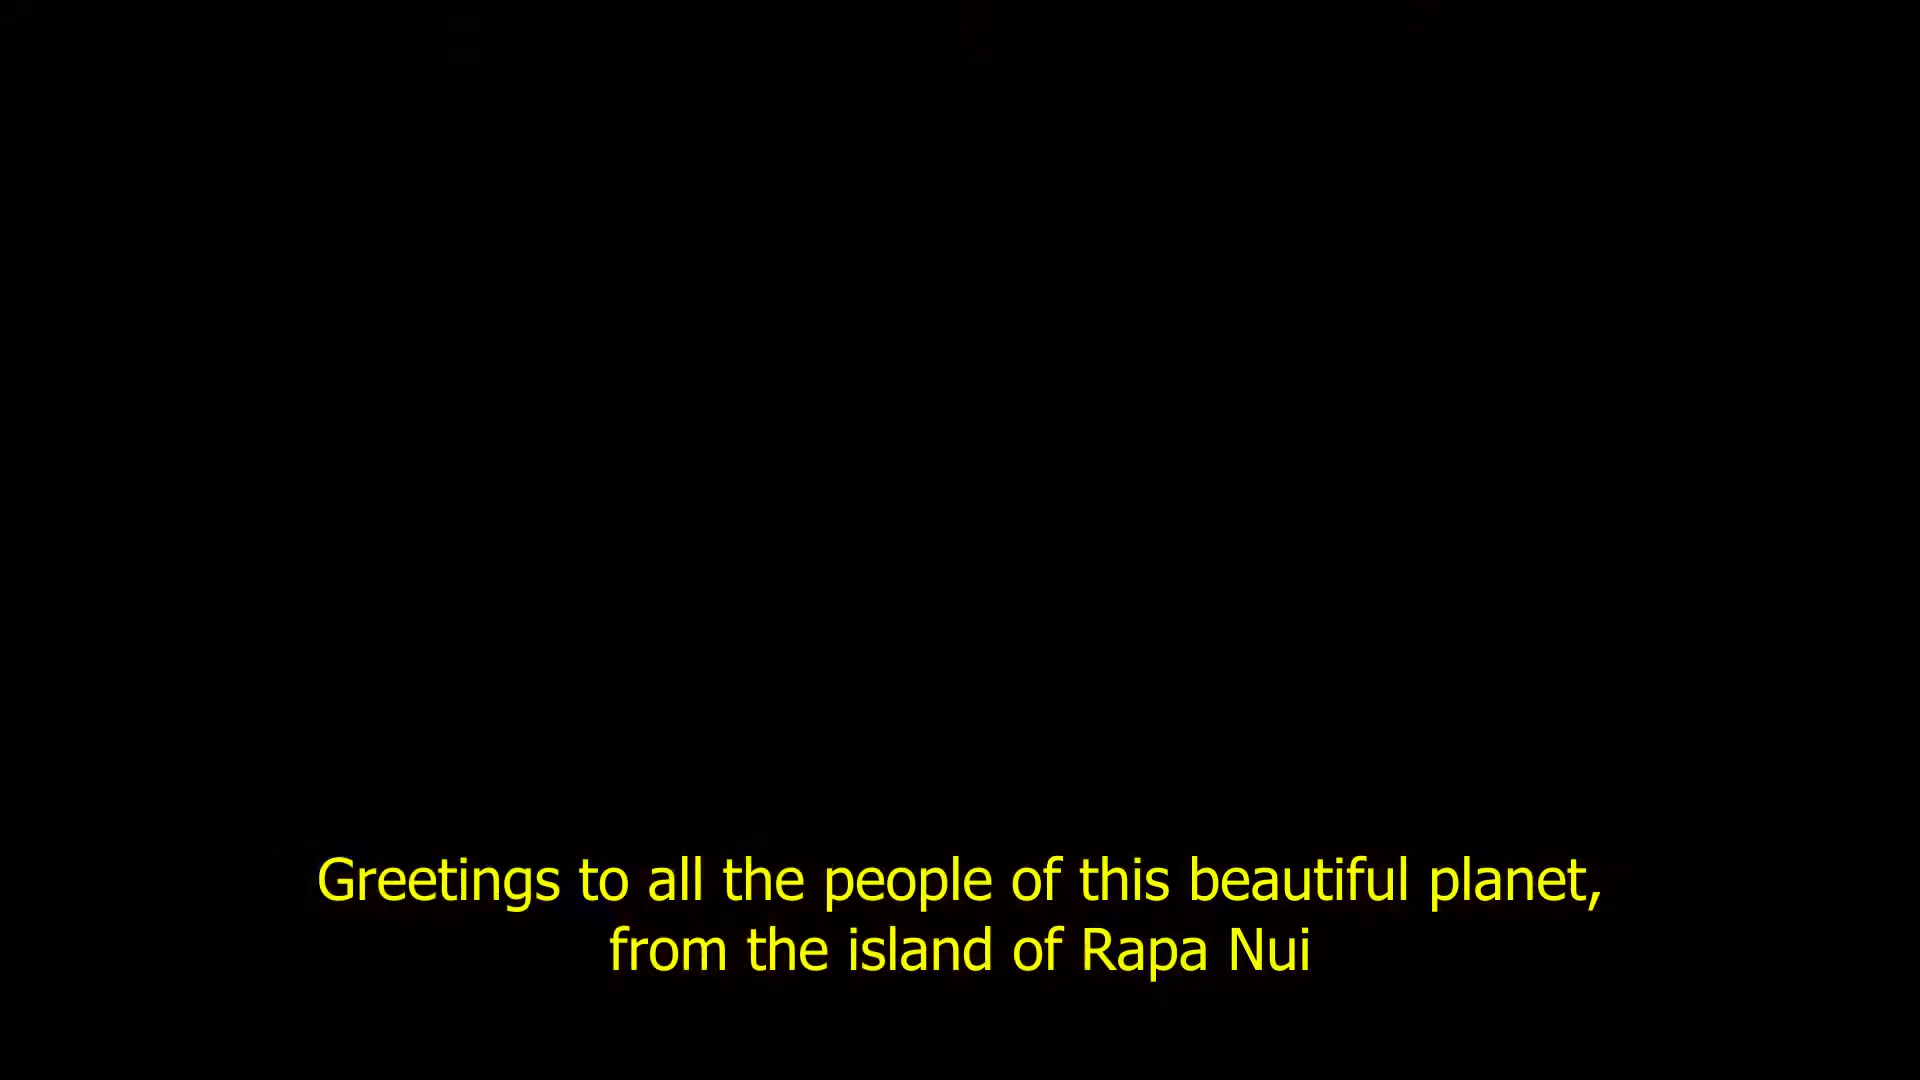 Greetings to all the people of this beautiful planet,
from the island of Rapa Nui